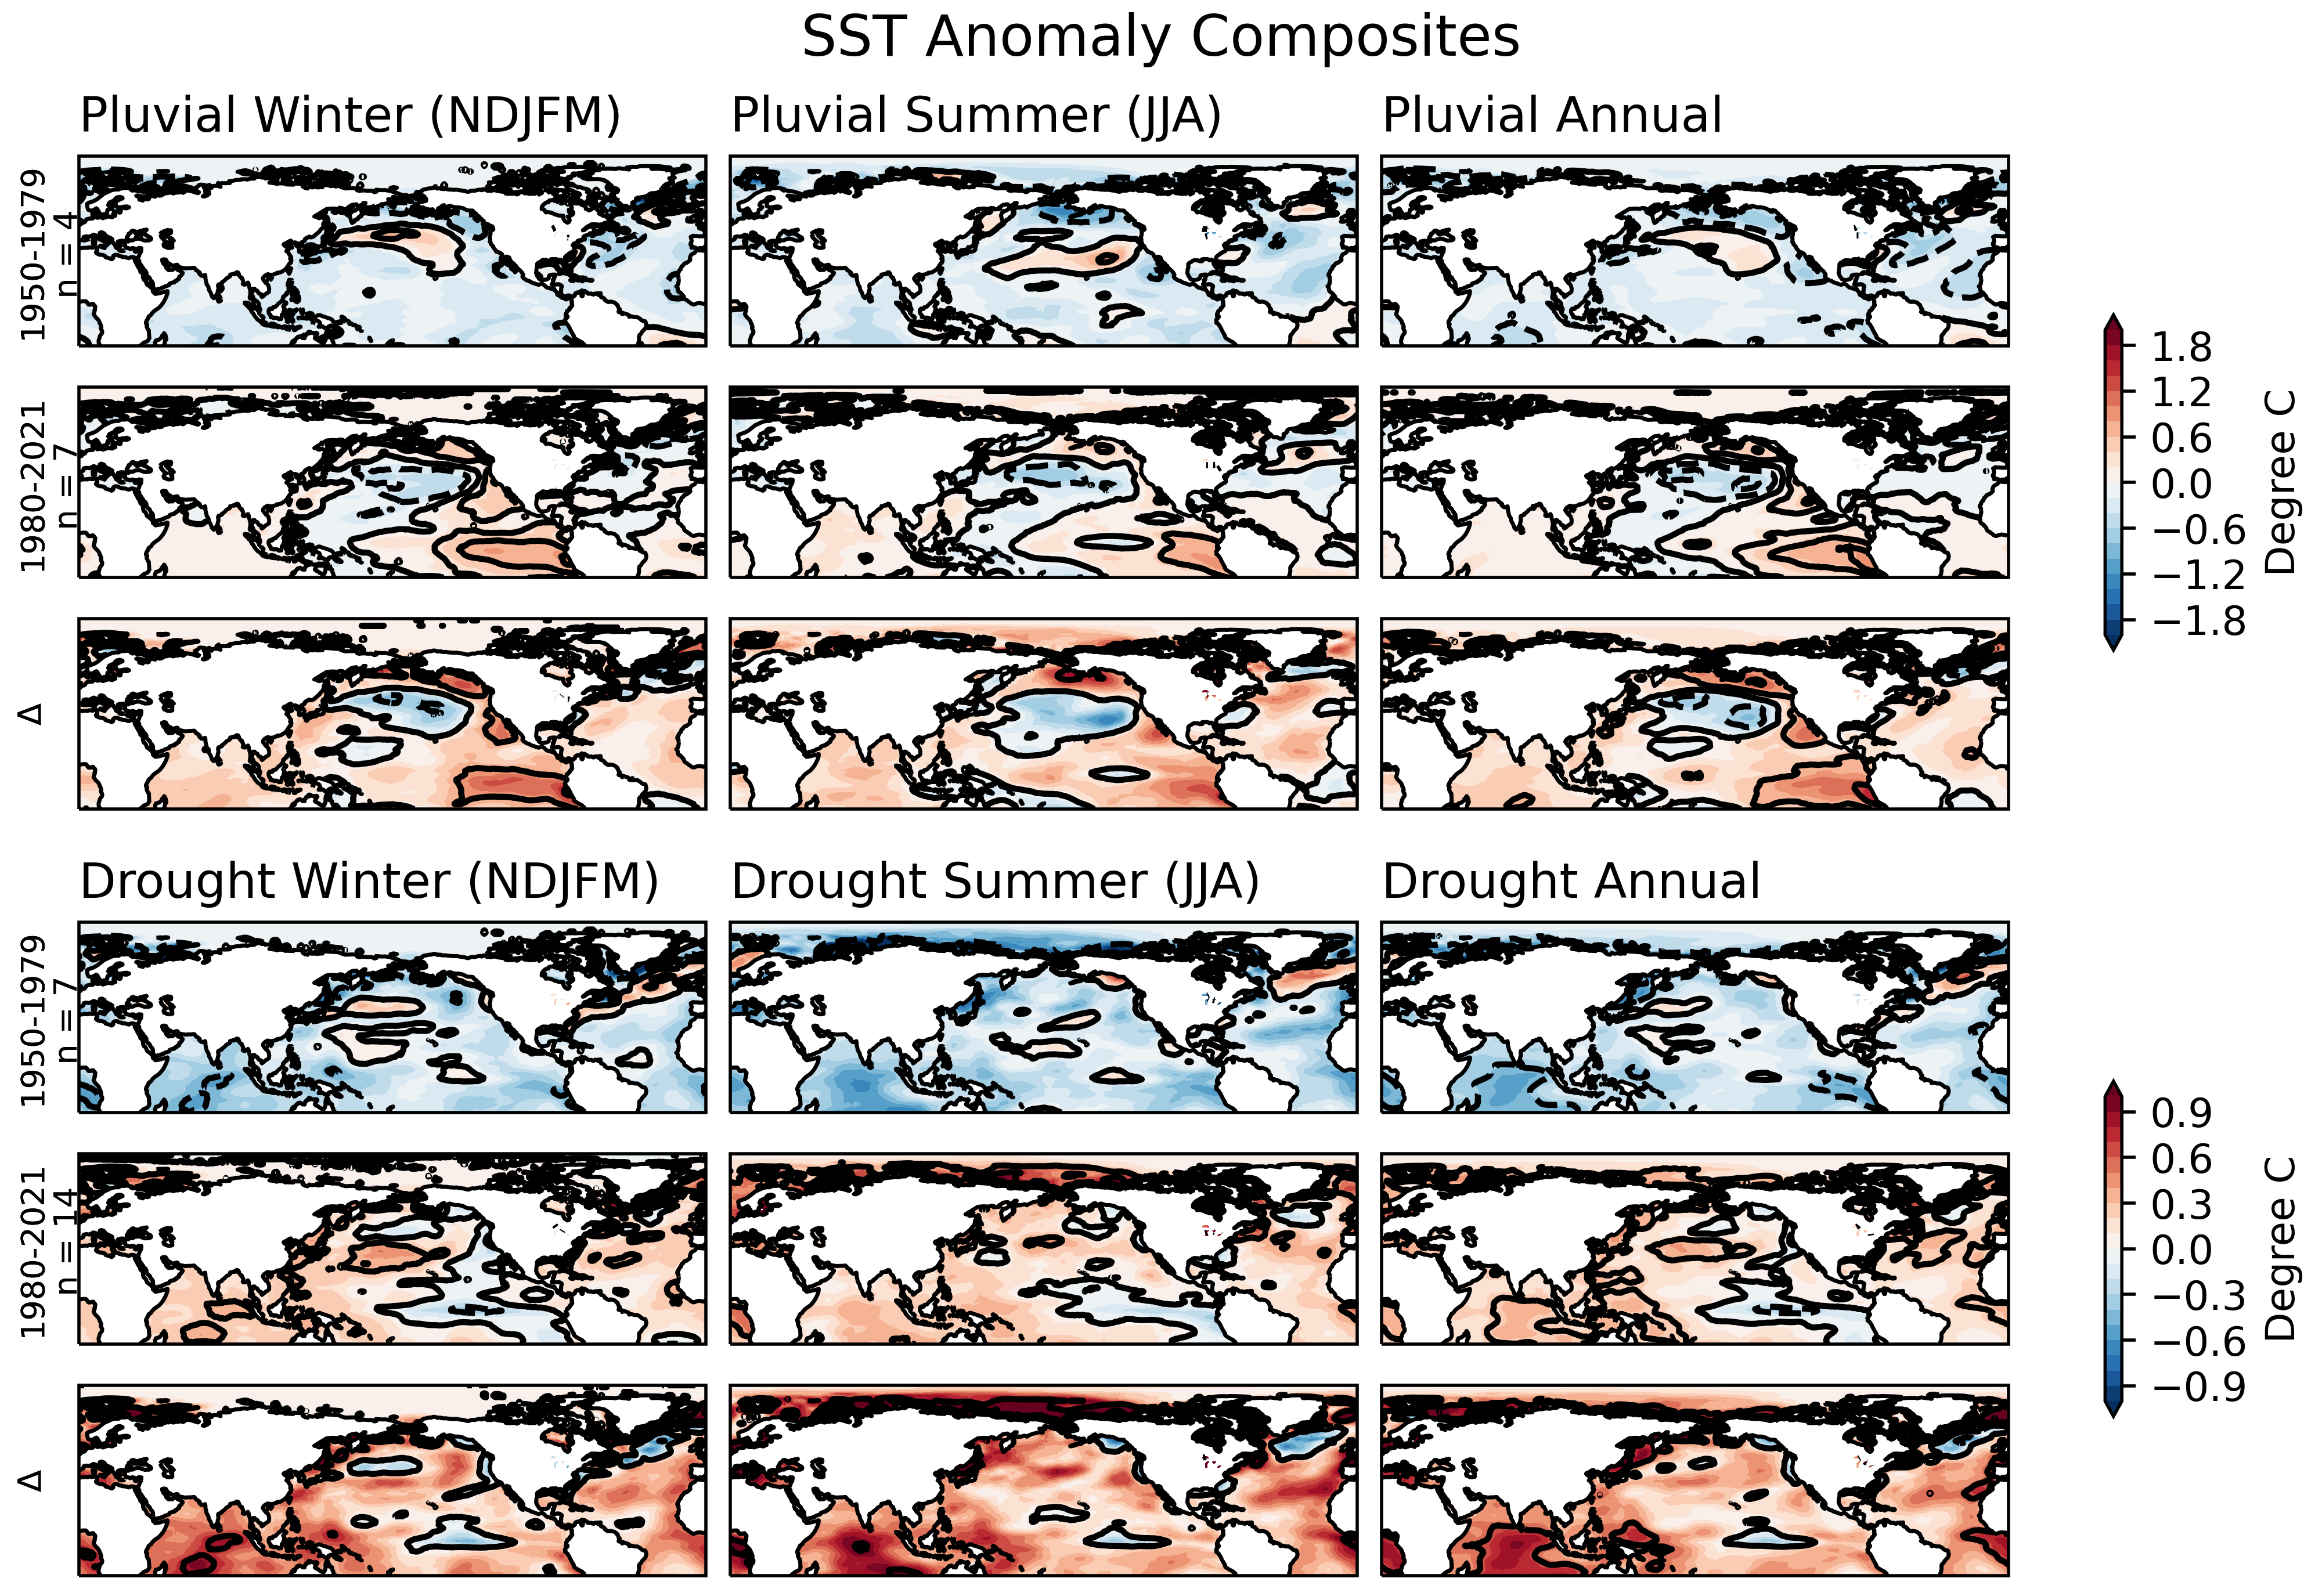 SST Anomaly Composites
Pluvial Winter (NDJFM)
Pluvial Summer (JJA)
Pluvial Annual
1950-1979
n = 4
1980-2021
n = 7
Δ
1.8
1.2
0.6
0.0
−0.6
−1.2
−1.8
Degree C
Drought Winter (NDJFM)
Drought Summer (JJA)
Drought Annual
1950-1979
n = 7
1980-2021
n = 14
Δ
0.9
0.6
0.3
0.0
−0.3
−0.6
−0.9
Degree C